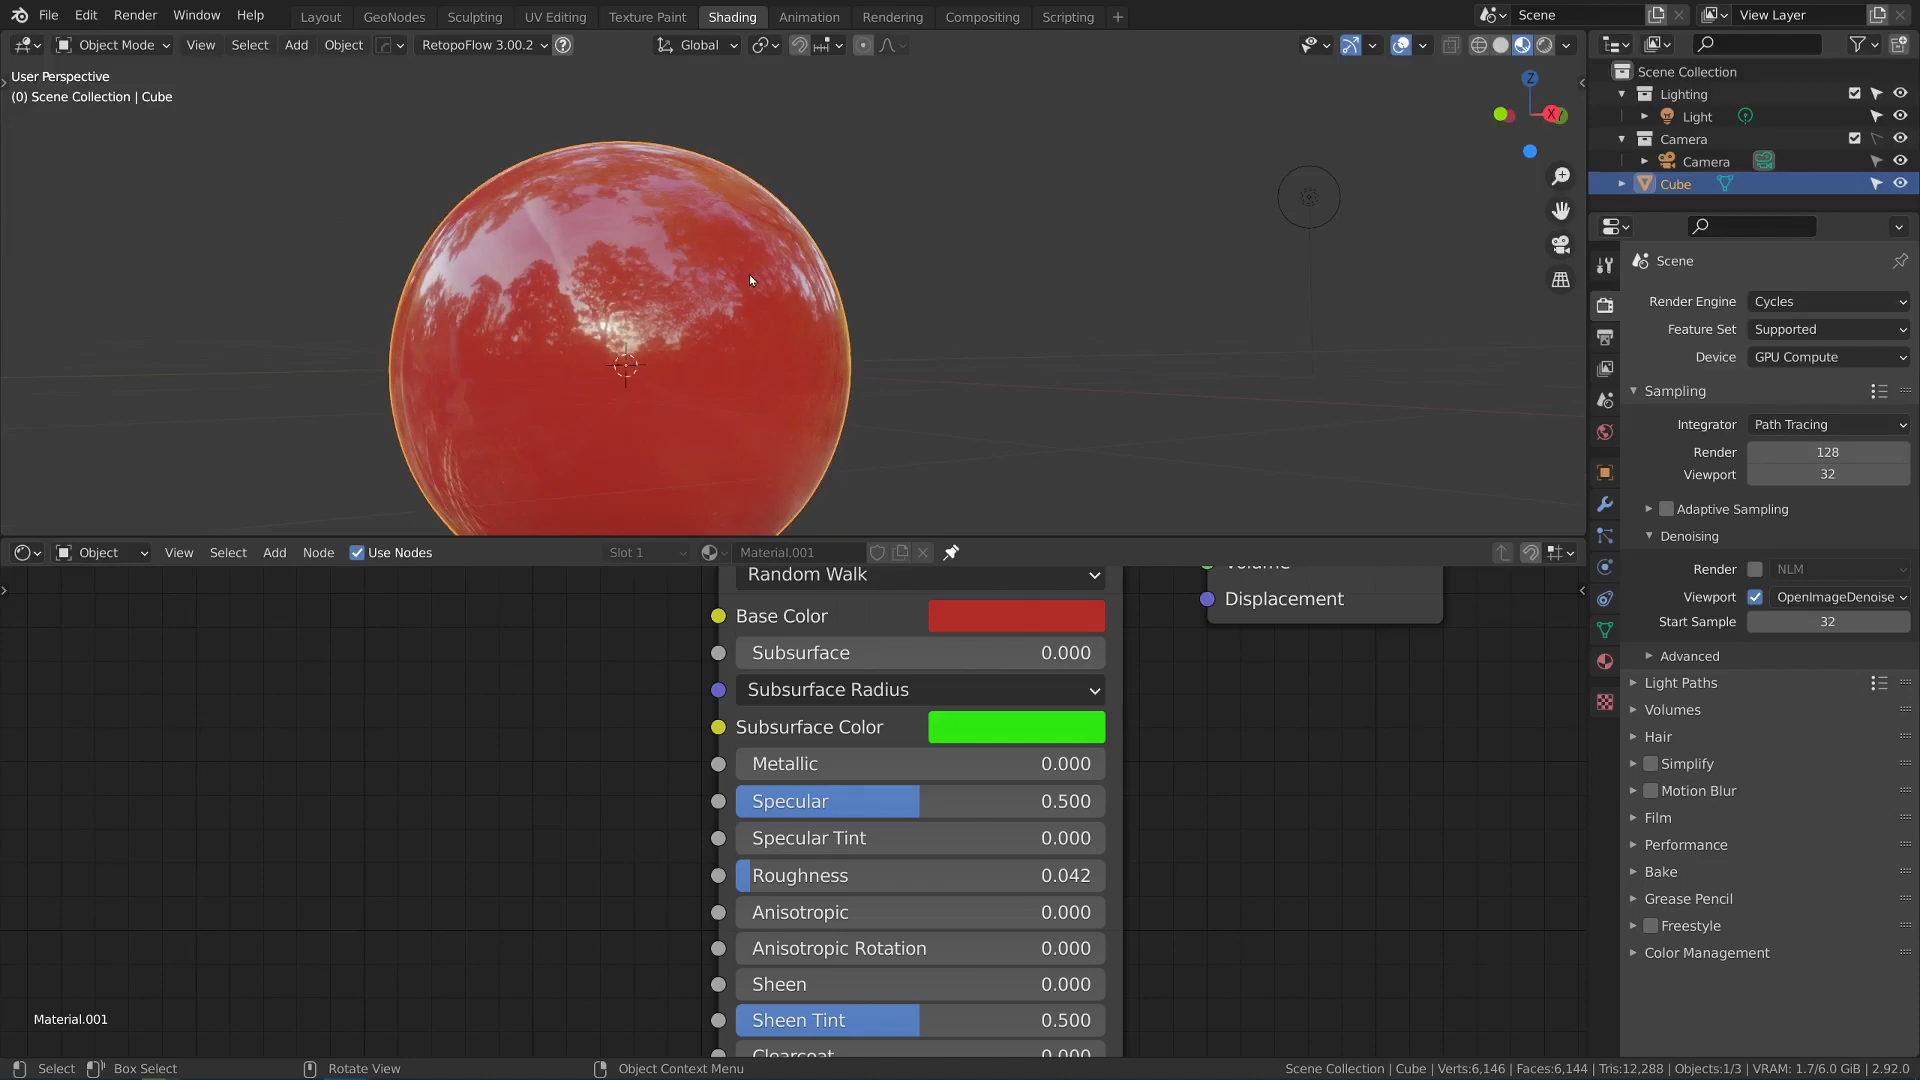 File Edit Render Window Help Layout GeoNodes Sculpting UV Editing Texture Paint Shading Animation Rendering Compositing Scripting + Scene View Layer
Object Mode View Select Add Object RetopoFlow 3.00.2 Global
User Perspective
(0) Scene Collection | Cube
Z
X
Y
Scene Collection
Lighting
Light
Camera
Camera
Cube
Scene
Render Engine Cycles
Feature Set Supported
Device GPU Compute
Sampling
Integrator Path Tracing
Render 128
Viewport 32
Adaptive Sampling
Denoising
Render NLM
Viewport OpenImageDenoise
Start Sample 32
Advanced
Light Paths
Volumes
Hair
Simplify
Motion Blur
Film
Performance
Bake
Grease Pencil
Freestyle
Color Management
Object View Select Add Node Use Nodes Slot 1 Material.001
Random Walk
Base Color
Subsurface 0.000
Subsurface Radius
Subsurface Color
Metallic 0.000
Specular 0.500
Specular Tint 0.000
Roughness 0.042
Anisotropic 0.000
Anisotropic Rotation 0.000
Sheen 0.000
Sheen Tint 0.500
Clearcoat 0.000
Volume
Displacement
Material.001
Select Box Select Rotate View Object Context Menu Scene Collection | Cube | Verts:6,146 | Faces:6,144 | Tris:12,288 | Objects:1/3 | VRAM: 1.7/6.0 GiB | 2.92.0